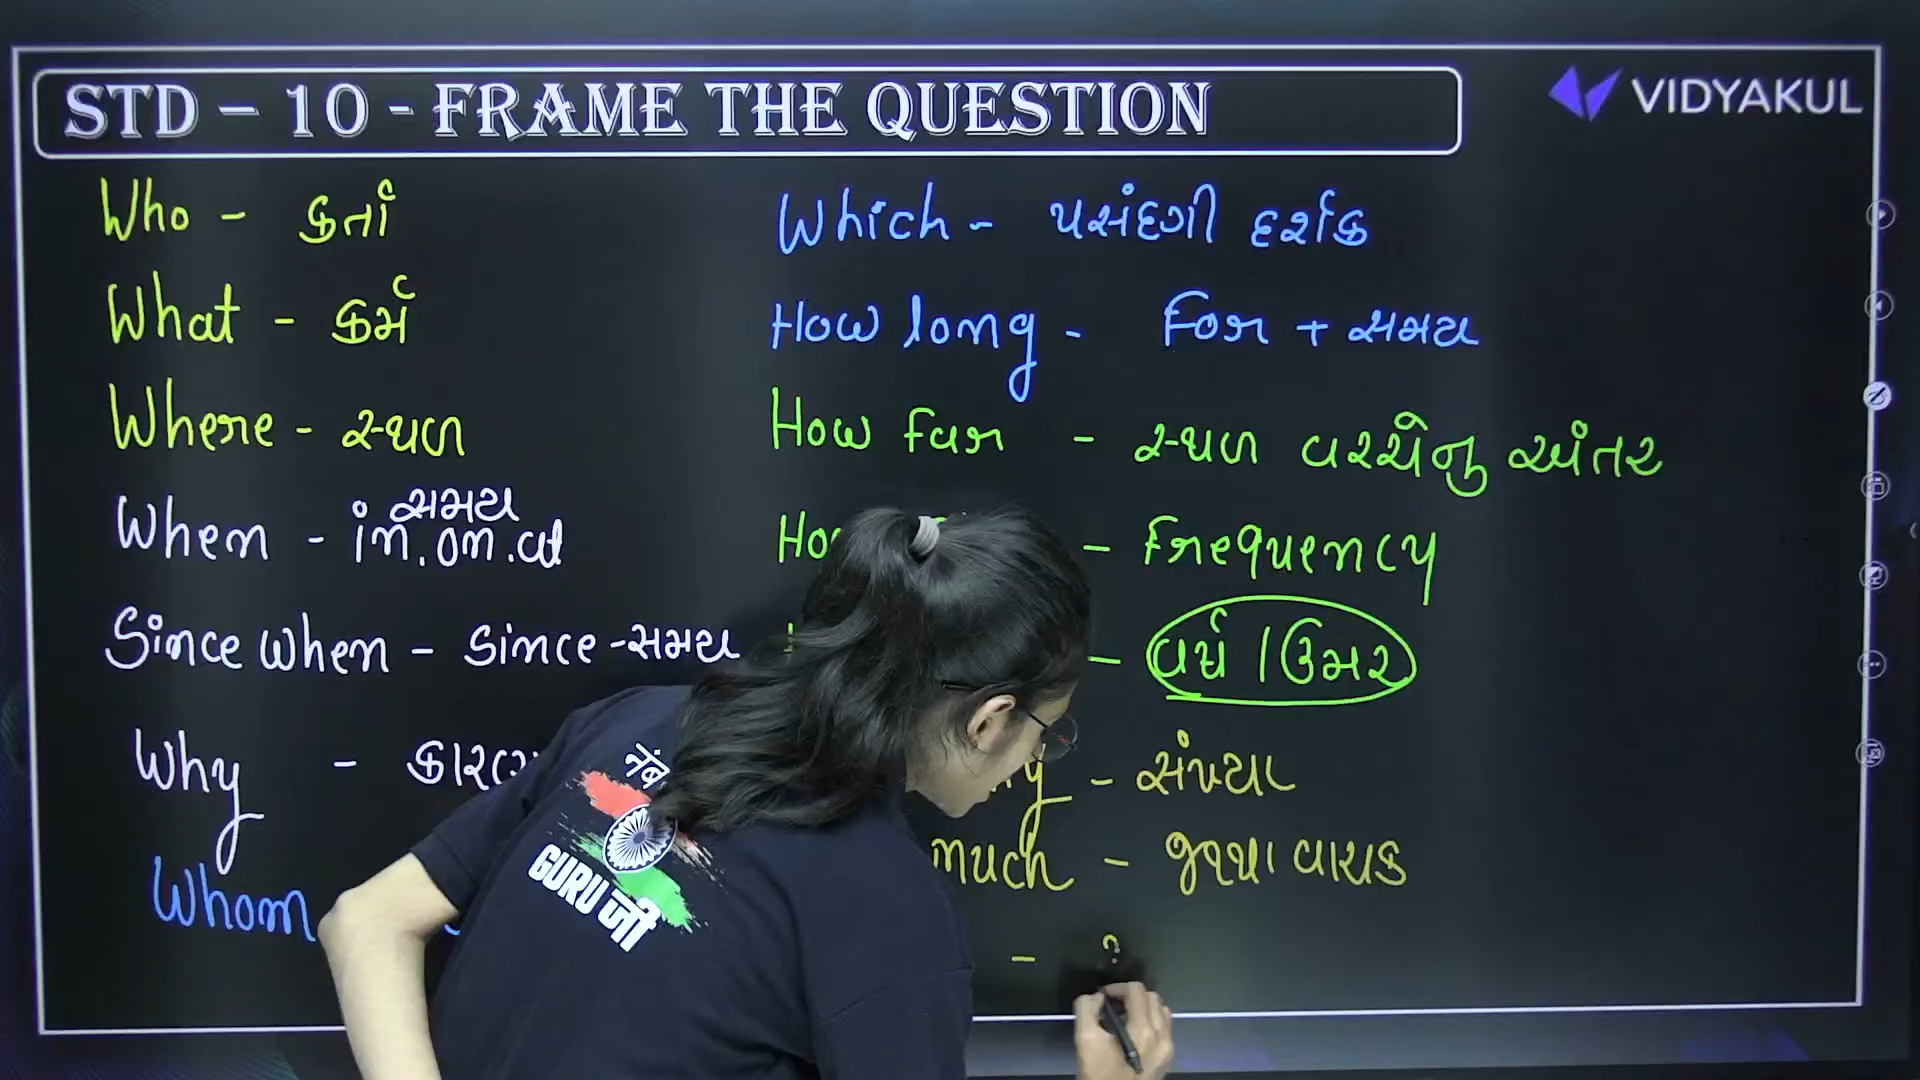 STD – 10 - FRAME THE QUESTION
VIDYAKUL
Who - કર્તા
What - કર્મ
Where - સ્થળ
When - in.on.at
સમય
Since when - Since -સમય
Why -
Whom
Which - પસંદગી દર્શક
How long - For + સમય
How far - સ્થળ વચ્ચેનુ અંતર
- Frequency
- વર્ષ / ઉંમર
- સંખ્યા
much - જથ્થા વાચક
- ?
GURU जी